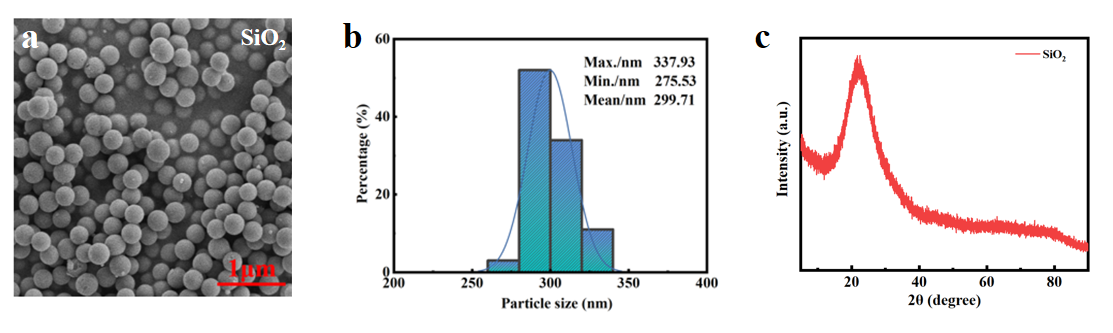 a
SiO₂
1μm
b
60
40
20
0
Percentage (%)
Max./nm 337.93
Min./nm 275.53
Mean/nm 299.71
200 250 300 350 400
Particle size (nm)
c
SiO₂
Intensity (a.u.)
20 40 60 80
2θ (degree)